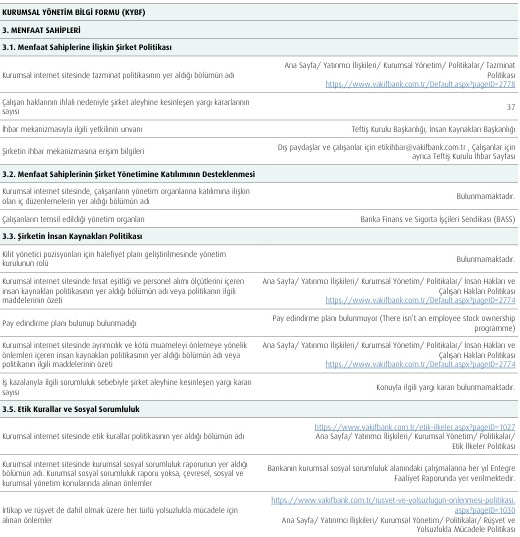 KURUMSAL YÖNETİM BİLGİ FORMU (KYBF)
3. MENFAAT SAHİPLERİ
3.1. Menfaat Sahiplerine İlişkin Şirket Politikası
Kurumsal internet sitesinde tazminat politikasının yer aldığı bölümün adı
Ana Sayfa/ Yatırımcı İlişkileri/ Kurumsal Yönetim/ Politikalar/ Tazminat
Politikası
https://www.vakifbank.com.tr/Default.aspx?pageID=2778
Çalışan haklarının ihlali nedeniyle şirket aleyhine kesinleşen yargı kararlarının
sayısı
37
İhbar mekanizmasıyla ilgili yetkilinin unvanı
Teftiş Kurulu Başkanlığı, İnsan Kaynakları Başkanlığı
Şirketin ihbar mekanizmasına erişim bilgileri
Dış paydaşlar ve çalışanlar için etikihbar@vakifbank.com.tr , Çalışanlar için
ayrıca Teftiş Kurulu İhbar Sayfası
3.2. Menfaat Sahiplerinin Şirket Yönetimine Katılımının Desteklenmesi
Kurumsal internet sitesinde, çalışanların yönetim organlarına katılımına ilişkin
olan iç düzenlemelerin yer aldığı bölümün adı
Bulunmamaktadır.
Çalışanların temsil edildiği yönetim organları
Banka Finans ve Sigorta İşçileri Sendikası (BASS)
3.3. Şirketin İnsan Kaynakları Politikası
Kilit yönetici pozisyonları için halefiyet planı geliştirilmesinde yönetim
kurulunun rolü
Bulunmamaktadır.
Kurumsal internet sitesinde fırsat eşitliği ve personel alımı ölçütlerini içeren
insan kaynakları politikasının yer aldığı bölümün adı veya politikanın ilgili
maddelerinin özeti
Ana Sayfa/ Yatırımcı İlişkileri/ Kurumsal Yönetim/ Politikalar/ İnsan Hakları ve
Çalışan Hakları Politikası
https://www.vakifbank.com.tr/Default.aspx?pageID=2774
Pay edindirme planı bulunup bulunmadığı
Pay edindirme planı bulunmuyor (There isn't an employee stock ownership
programme)
Kurumsal internet sitesinde ayrımcılık ve kötü muameleyi önlemeye yönelik
önlemleri içeren insan kaynakları politikasının yer aldığı bölümün adı veya
politikanın ilgili maddelerinin özeti
Ana Sayfa/ Yatırımcı İlişkileri/ Kurumsal Yönetim/ Politikalar/ İnsan Hakları ve
Çalışan Hakları Politikası
https://www.vakifbank.com.tr/Default.aspx?pageID=2774
İş kazalarıyla ilgili sorumluluk sebebiyle şirket aleyhine kesinleşen yargı kararı
sayısı
Konuyla ilgili yargı kararı bulunmamaktadır.
3.5. Etik Kurallar ve Sosyal Sorumluluk
Kurumsal internet sitesinde etik kurallar politikasının yer aldığı bölümün adı
https://www.vakifbank.com.tr/etik-ilkeler.aspx?pageID=1027
Ana Sayfa/ Yatırımcı İlişkileri/ Kurumsal Yönetim/ Politikalar/
Etik İlkeler Politikası
Kurumsal internet sitesinde kurumsal sosyal sorumluluk raporunun yer aldığı
bölümün adı. Kurumsal sosyal sorumluluk raporu yoksa, çevresel, sosyal ve
kurumsal yönetim konularında alınan önlemler
Bankanın kurumsal sosyal sorumluluk alanındaki çalışmalarına her yıl Entegre
Faaliyet Raporunda yer verilmektedir.
İrtikap ve rüşvet de dahil olmak üzere her türlü yolsuzlukla mücadele için
alınan önlemler
https://www.vakifbank.com.tr/rusvet-ve-yolsuzlugun-onlenmesi-politikasi.
aspx?pageID=1030
Ana Sayfa/ Yatırımcı İlişkileri/ Kurumsal Yönetim/ Politikalar/ Rüşvet ve
Yolsuzlukla Mücadele Politikası